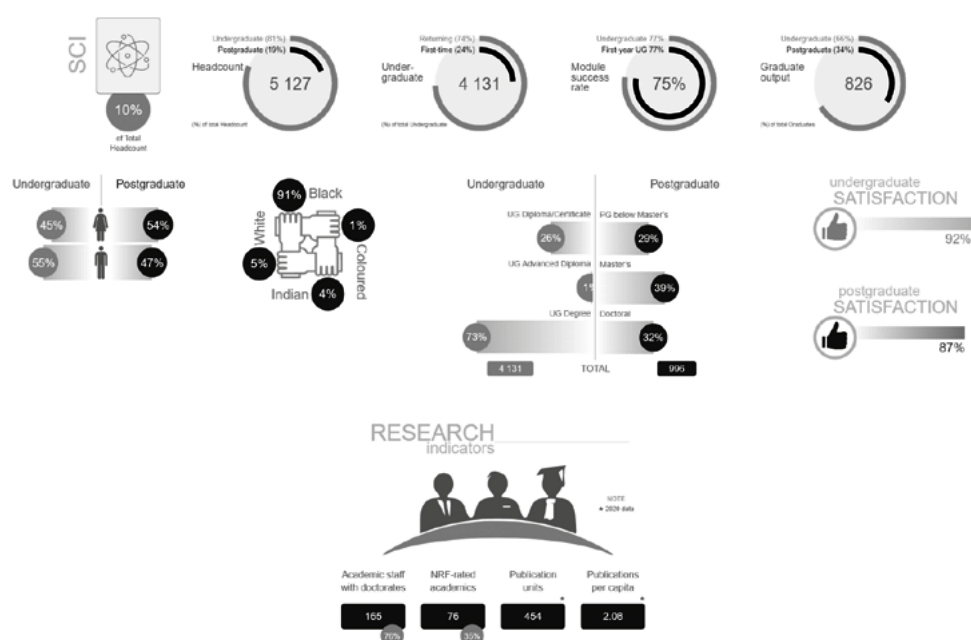 SCI
10%
of Total
Headcount
Undergraduate (81%)
Postgraduate (19%)
Headcount
5 127
(%) of total Headcount
Returning (74%)
First-time (24%)
Under-
graduate
4 131
(%) of total Undergraduate
Undergraduate 77%
First-year UG 77%
Module
success
rate
75%
Undergraduate (66%)
Postgraduate (34%)
Graduate
output
826
(%) of total Graduates
Undergraduate
Postgraduate
45%
54%
55%
47%
91%
Black
White
1%
5%
Coloured
Indian
4%
Undergraduate
Postgraduate
UG Diploma/Certificate
PG below Master's
26%
29%
UG Advanced Diploma
Master's
1%
39%
UG Degree
Doctoral
73%
32%
4 131
TOTAL
996
undergraduate
SATISFACTION
92%
postgraduate
SATISFACTION
87%
RESEARCH
indicators
NOTE
* 2020 data
Academic staff
with doctorates
165
76%
NRF-rated
academics
76
35%
Publication
units
*
454
Publications
per capita
*
2.08